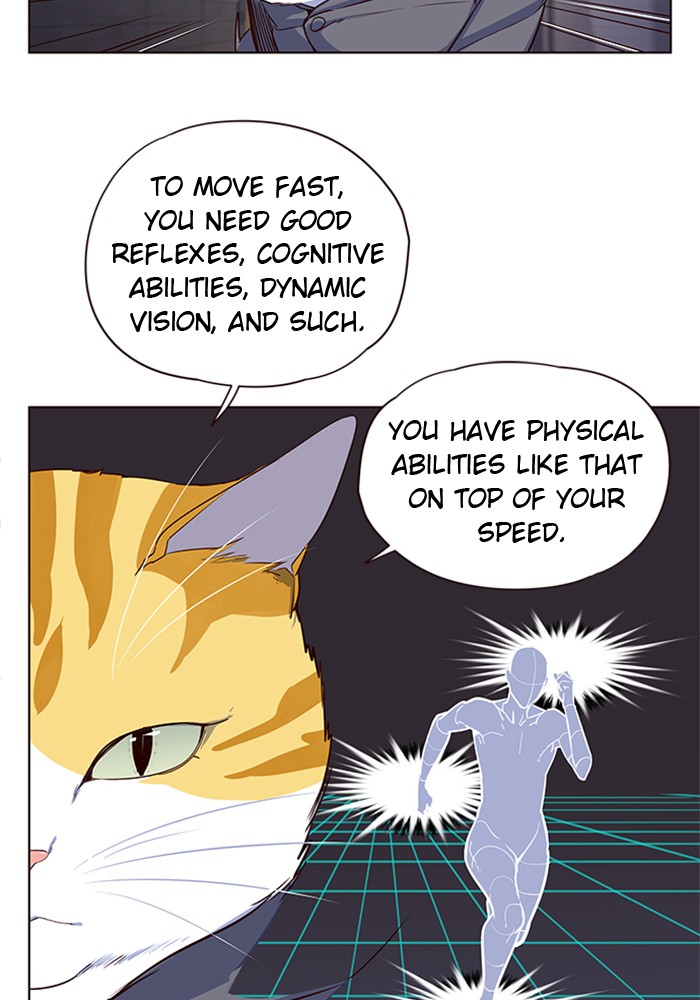 TO MOVE FAST,
YOU NEED GOOD
REFLEXES, COGNITIVE
ABILITIES, DYNAMIC
VISION, AND SUCH.
YOU HAVE PHYSICAL
ABILITIES LIKE THAT
ON TOP OF YOUR
SPEED.